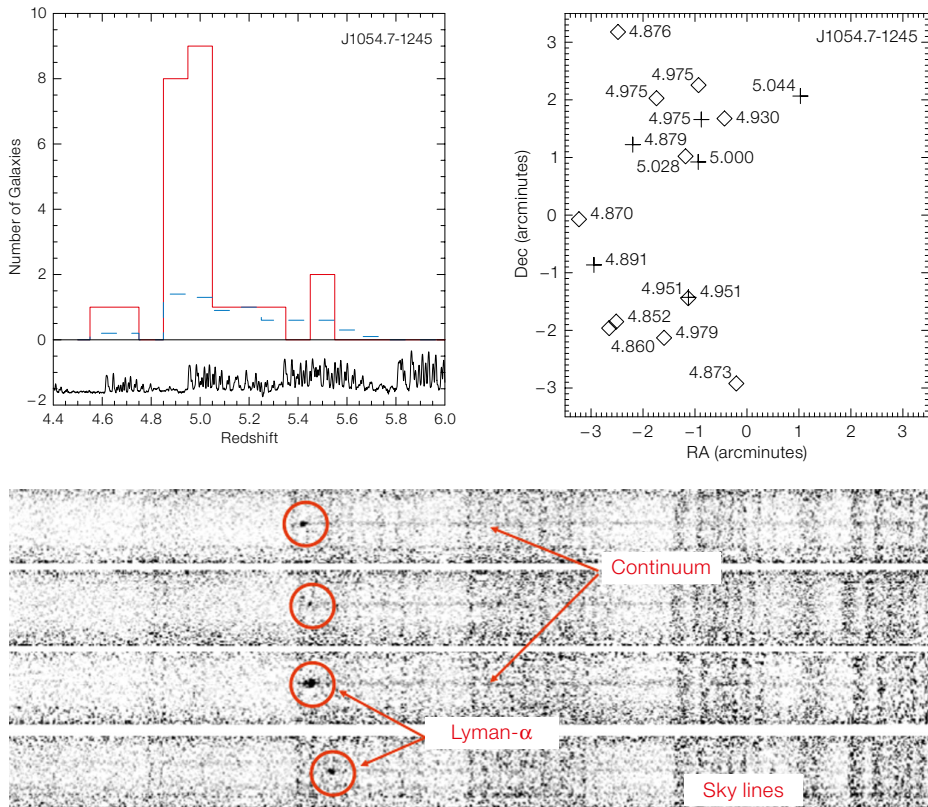 J1054.7-1245
10
8
6
4
2
0
−2
Number of Galaxies
4.4 4.6 4.8 5.0 5.2 5.4 5.6 5.8 6.0
Redshift
J1054.7-1245
3
2
1
0
−1
−2
−3
Dec (arcminutes)
4.876
4.975
4.975
5.044
4.975
4.930
4.879
5.028
5.000
4.870
4.891
4.951
4.951
4.852
4.860
4.979
4.873
−3 −2 −1 0 1 2 3
RA (arcminutes)
Continuum
Lyman-α
Sky lines